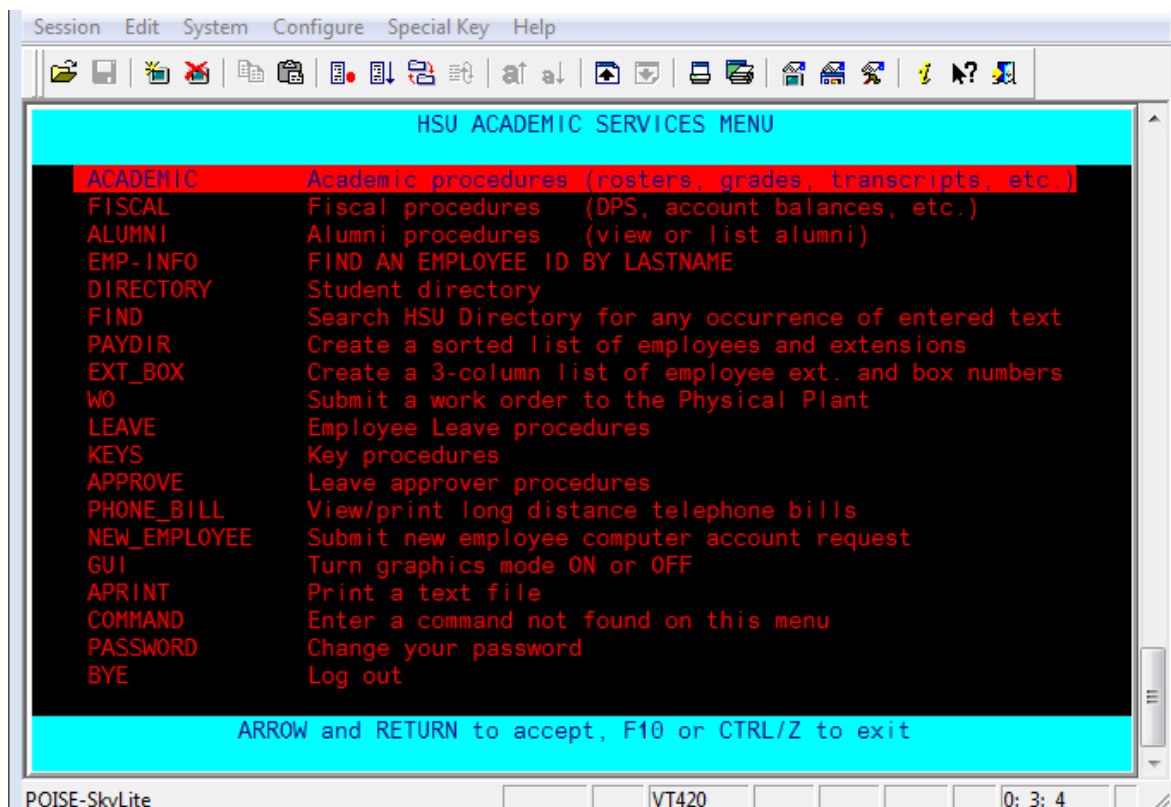 Session Edit System Configure Special Key Help
HSU ACADEMIC SERVICES MENU
ACADEMIC Academic procedures (rosters, grades, transcripts, etc.)
FISCAL Fiscal procedures (DPS, account balances, etc.)
ALUMNI Alumni procedures (view or list alumni)
EMP-INFO FIND AN EMPLOYEE ID BY LASTNAME
DIRECTORY Student directory
FIND Search HSU Directory for any occurrence of entered text
PAYDIR Create a sorted list of employees and extensions
EXT_BOX Create a 3-column list of employee ext. and box numbers
WO Submit a work order to the Physical Plant
LEAVE Employee Leave procedures
KEYS Key procedures
APPROVE Leave approver procedures
PHONE_BILL View/print long distance telephone bills
NEW_EMPLOYEE Submit new employee computer account request
GUI Turn graphics mode ON or OFF
APRINT Print a text file
COMMAND Enter a command not found on this menu
PASSWORD Change your password
BYE Log out
ARROW and RETURN to accept, F10 or CTRL/Z to exit
POISE-SkyLite VT420 0: 3: 4